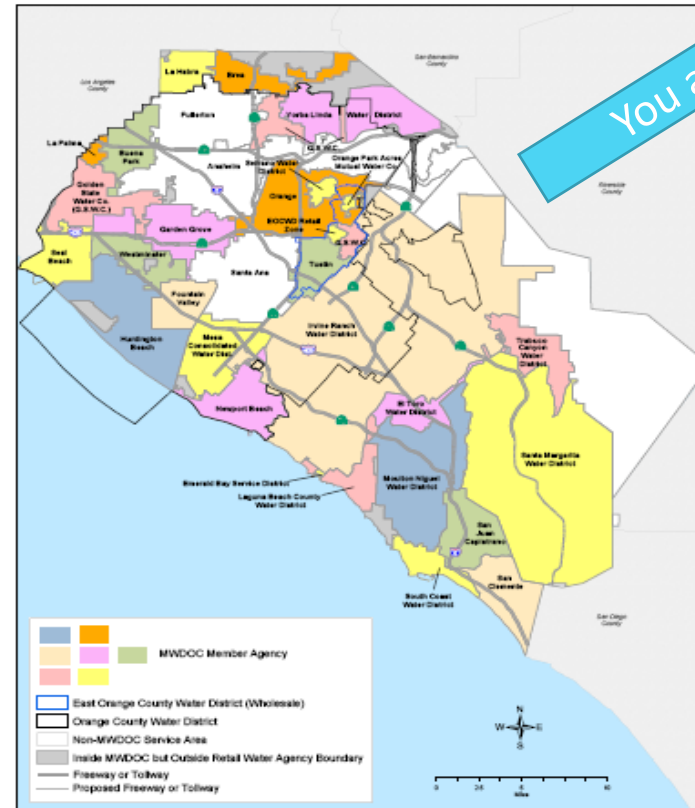 You a
San Bernardino
County
Los Angeles
County
La Habra
Brea
Fullerton
Yorba Linda
Water
District
G.S.W.C.
La Palma
Buena
Park
Anaheim
Serrano Water
District
Orange Park Acres
Mutual Water Co.
Riverside
County
Golden
State
Water Co.
(G.S.W.C.)
Orange
EOCWD Retail
Zone
G.S.W.C.
Garden Grove
Seal
Beach
Westminster
Santa Ana
Tustin
Fountain
Valley
Huntington
Beach
Mesa
Consolidated
Water Dist.
Irvine Ranch
Water District
Trabuco
Canyon
Water
District
Newport Beach
El Toro
Water District
Santa Margarita
Water District
Emerald Bay Service District
Moulton Niguel
Water District
Laguna Beach County
Water District
San
Juan
Capistrano
San
Clemente
South Coast
Water District
San Diego
County
MWDOC Member Agency
East Orange County Water District (Wholesale)
Orange County Water District
Non-MWDOC Service Area
Inside MWDOC but Outside Retail Water Agency Boundary
Freeway or Tollway
Proposed Freeway or Tollway
N
W
E
S
0
2.5
5
10
Miles